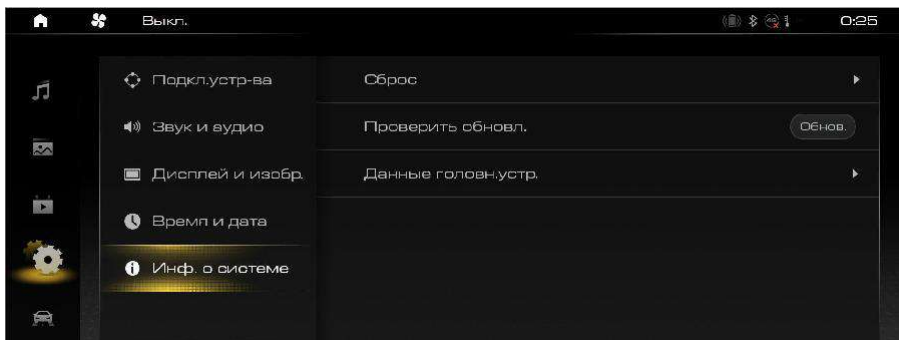 Выкл.
0:25
Подкл.устр-ва
Сброс
Звук и аудио
Проверить обновл.
Обнов.
Дисплей и изобр.
Данные головн.устр.
Время и дата
Инф. о системе